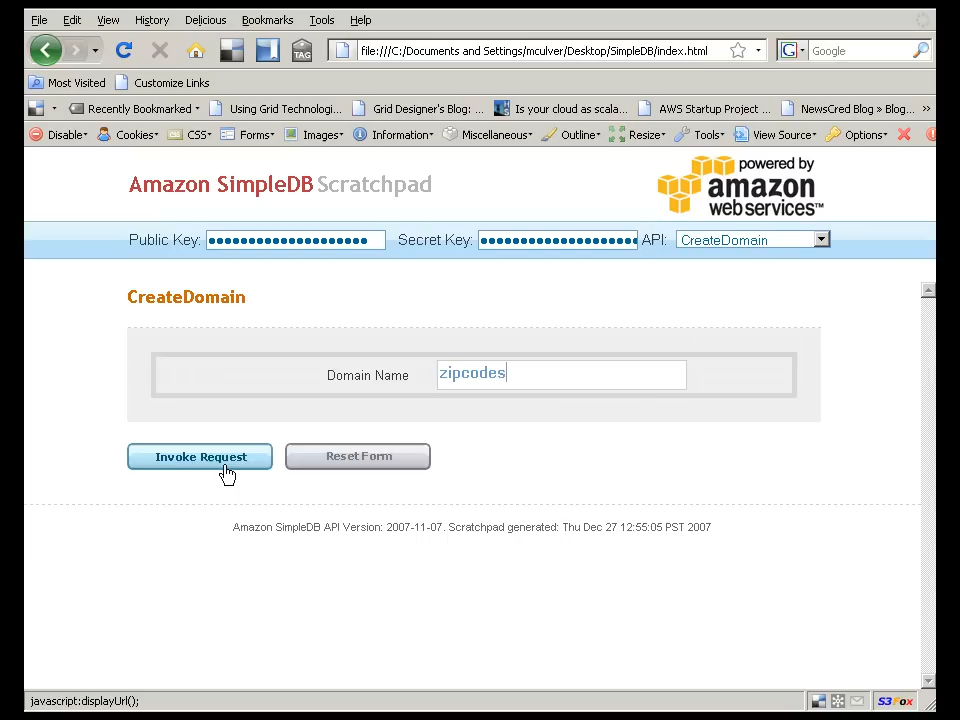 File Edit View History Delicious Bookmarks Tools Help
TAG file:///C:/Documents and Settings/mculver/Desktop/SimpleDB/index.html G Google
Most Visited Customize Links
Recently Bookmarked Using Grid Technologi... Grid Designer's Blog: ... Is your cloud as scala... AWS Startup Project ... NewsCred Blog » Blog... »
Disable Cookies CSS Forms Images Information Miscellaneous Outline Resize Tools View Source Options
Amazon SimpleDB Scratchpad
powered by
amazon
web services™
Public Key: •••••••••••••••••••• Secret Key: •••••••••••••••••••• API: CreateDomain
CreateDomain
Domain Name zipcodes
Invoke Request Reset Form
Amazon SimpleDB API Version: 2007-11-07. Scratchpad generated: Thu Dec 27 12:55:05 PST 2007
javascript:displayUrl(); S3Fox